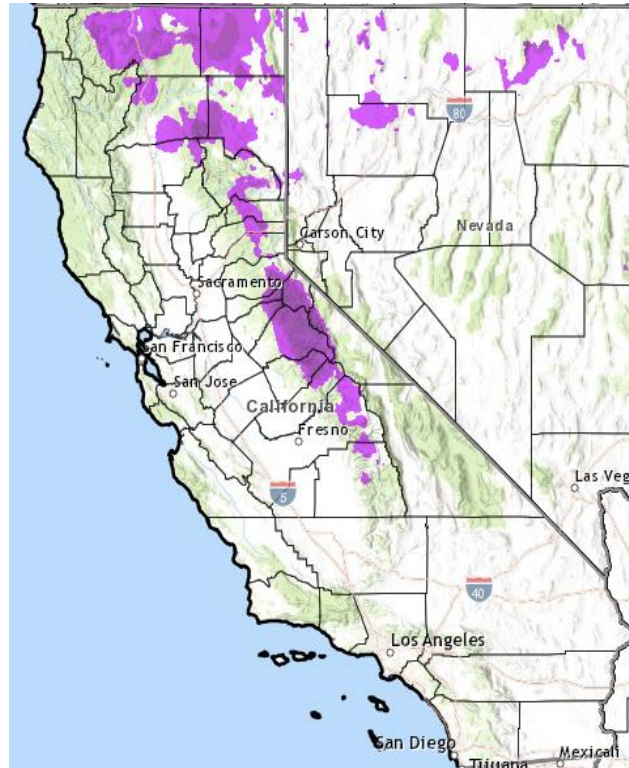 80
Nevada
Carson City
Sacramento
San Francisco
San Jose
California
Fresno
Las Veg
5
40
Los Angeles
San Diego
Tijuana
Mexicali